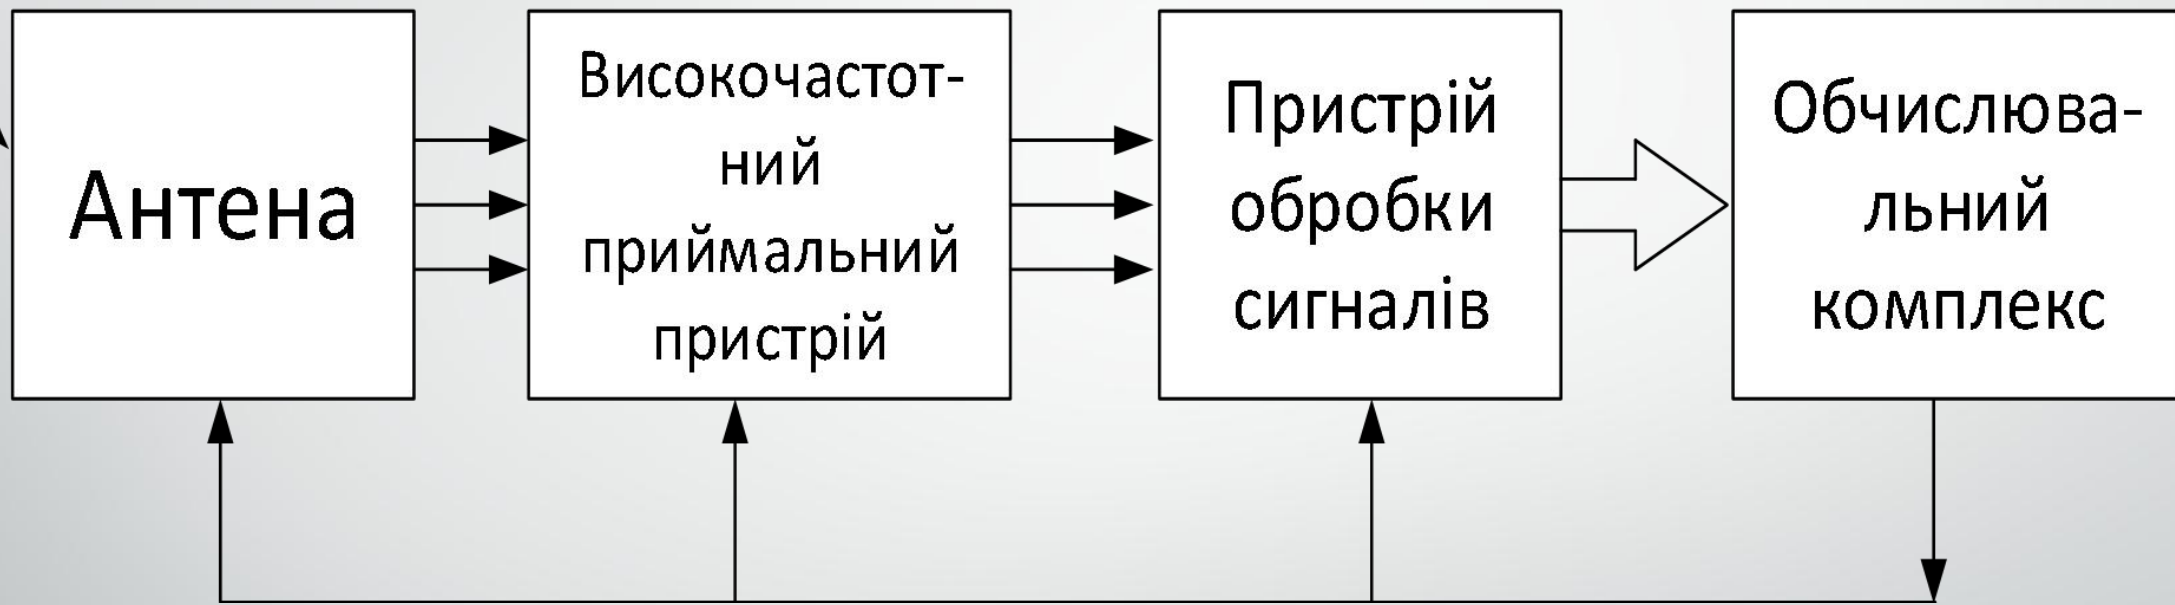 Антена
Високочастот-
ний
приймальний
пристрій
Пристрій
обробки
сигналів
Обчислюва-
льний
комплекс